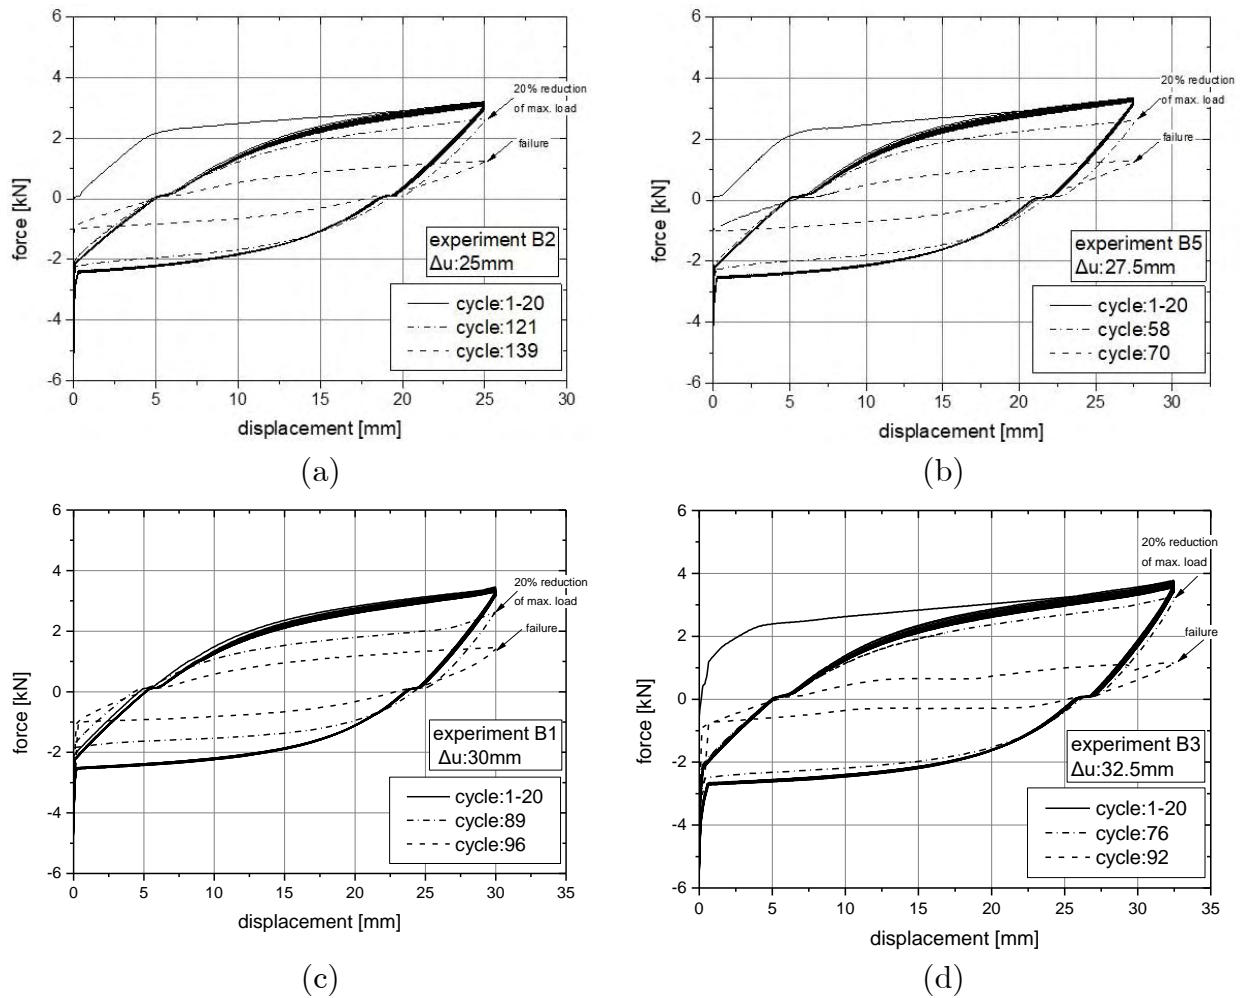 6
4
2
0
-2
-4
-6
force [kN]
20% reduction
of max. load
failure
experiment B2
Δu:25mm
cycle:1-20
cycle:121
cycle:139
0 5 10 15 20 25 30
displacement [mm]
(a)
6
4
2
0
-2
-4
-6
force [kN]
20% reduction
of max. load
failure
experiment B5
Δu:27.5mm
cycle:1-20
cycle:58
cycle:70
0 5 10 15 20 25 30
displacement [mm]
(b)
6
4
2
0
-2
-4
-6
force [kN]
20% reduction
of max. load
failure
experiment B1
Δu:30mm
cycle:1-20
cycle:89
cycle:96
0 5 10 15 20 25 30 35
displacement [mm]
(c)
6
4
2
0
-2
-4
-6
force [kN]
20% reduction
of max. load
failure
experiment B3
Δu:32.5mm
cycle:1-20
cycle:76
cycle:92
0 5 10 15 20 25 30 35
displacement [mm]
(d)